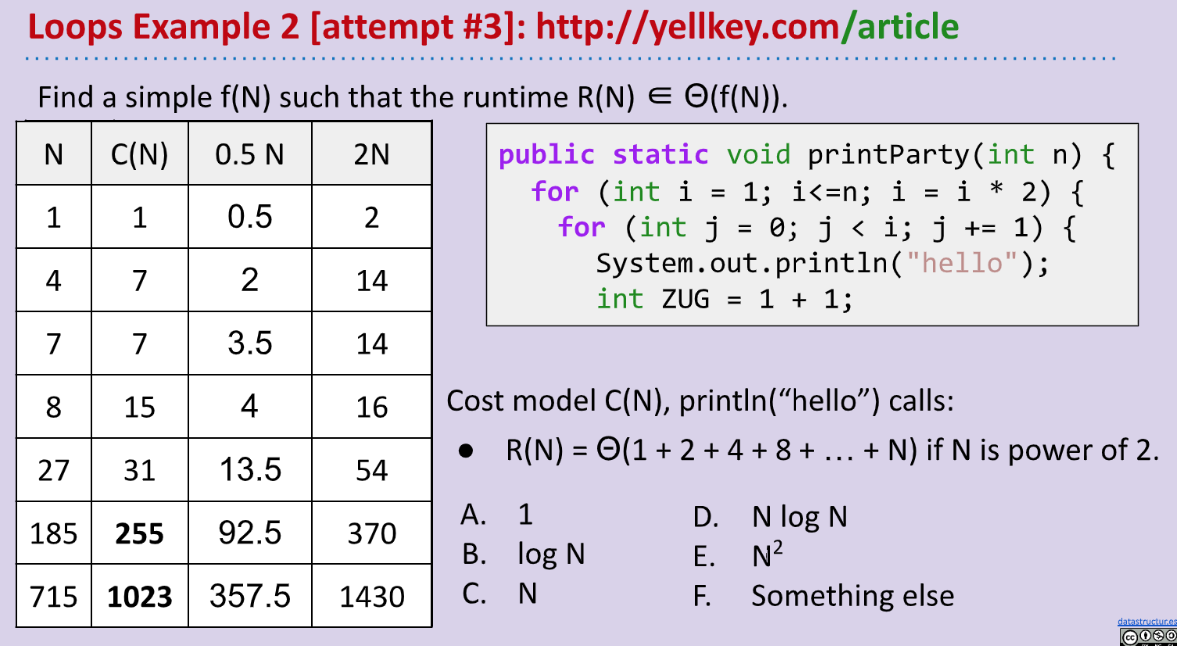 Loops Example 2 [attempt #3]: http://yellkey.com/article
Find a simple f(N) such that the runtime R(N) ∈ Θ(f(N)).
N C(N) 0.5 N 2N
1 1 0.5 2
4 7 2 14
7 7 3.5 14
8 15 4 16
27 31 13.5 54
185 255 92.5 370
715 1023 357.5 1430
public static void printParty(int n) {
for (int i = 1; i<=n; i = i * 2) {
for (int j = 0; j < i; j += 1) {
System.out.println("hello");
int ZUG = 1 + 1;
Cost model C(N), println(“hello”) calls:
● R(N) = Θ(1 + 2 + 4 + 8 + … + N) if N is power of 2.
A. 1
B. log N
C. N
D. N log N
E. N²
F. Something else
datastructur.es
cc